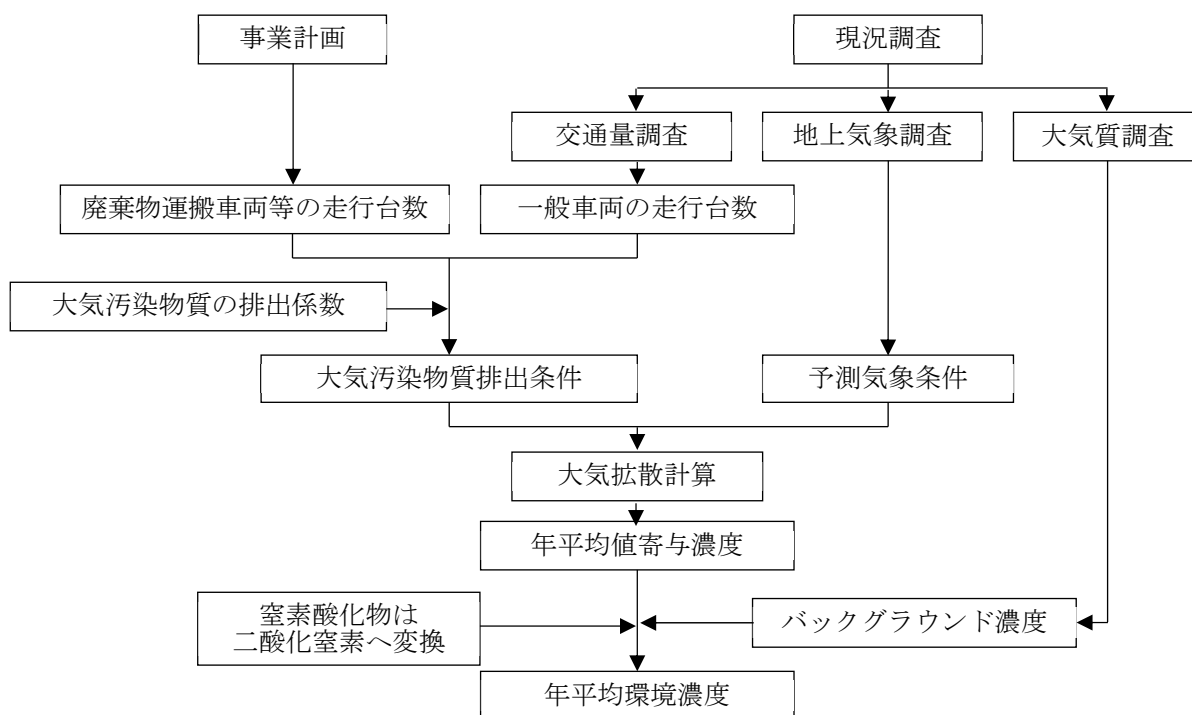 事業計画
現況調査
交通量調査
地上気象調査
大気質調査
廃棄物運搬車両等の走行台数
一般車両の走行台数
大気汚染物質の排出係数
大気汚染物質排出条件
予測気象条件
大気拡散計算
年平均値寄与濃度
窒素酸化物は
二酸化窒素へ変換
バックグラウンド濃度
年平均環境濃度